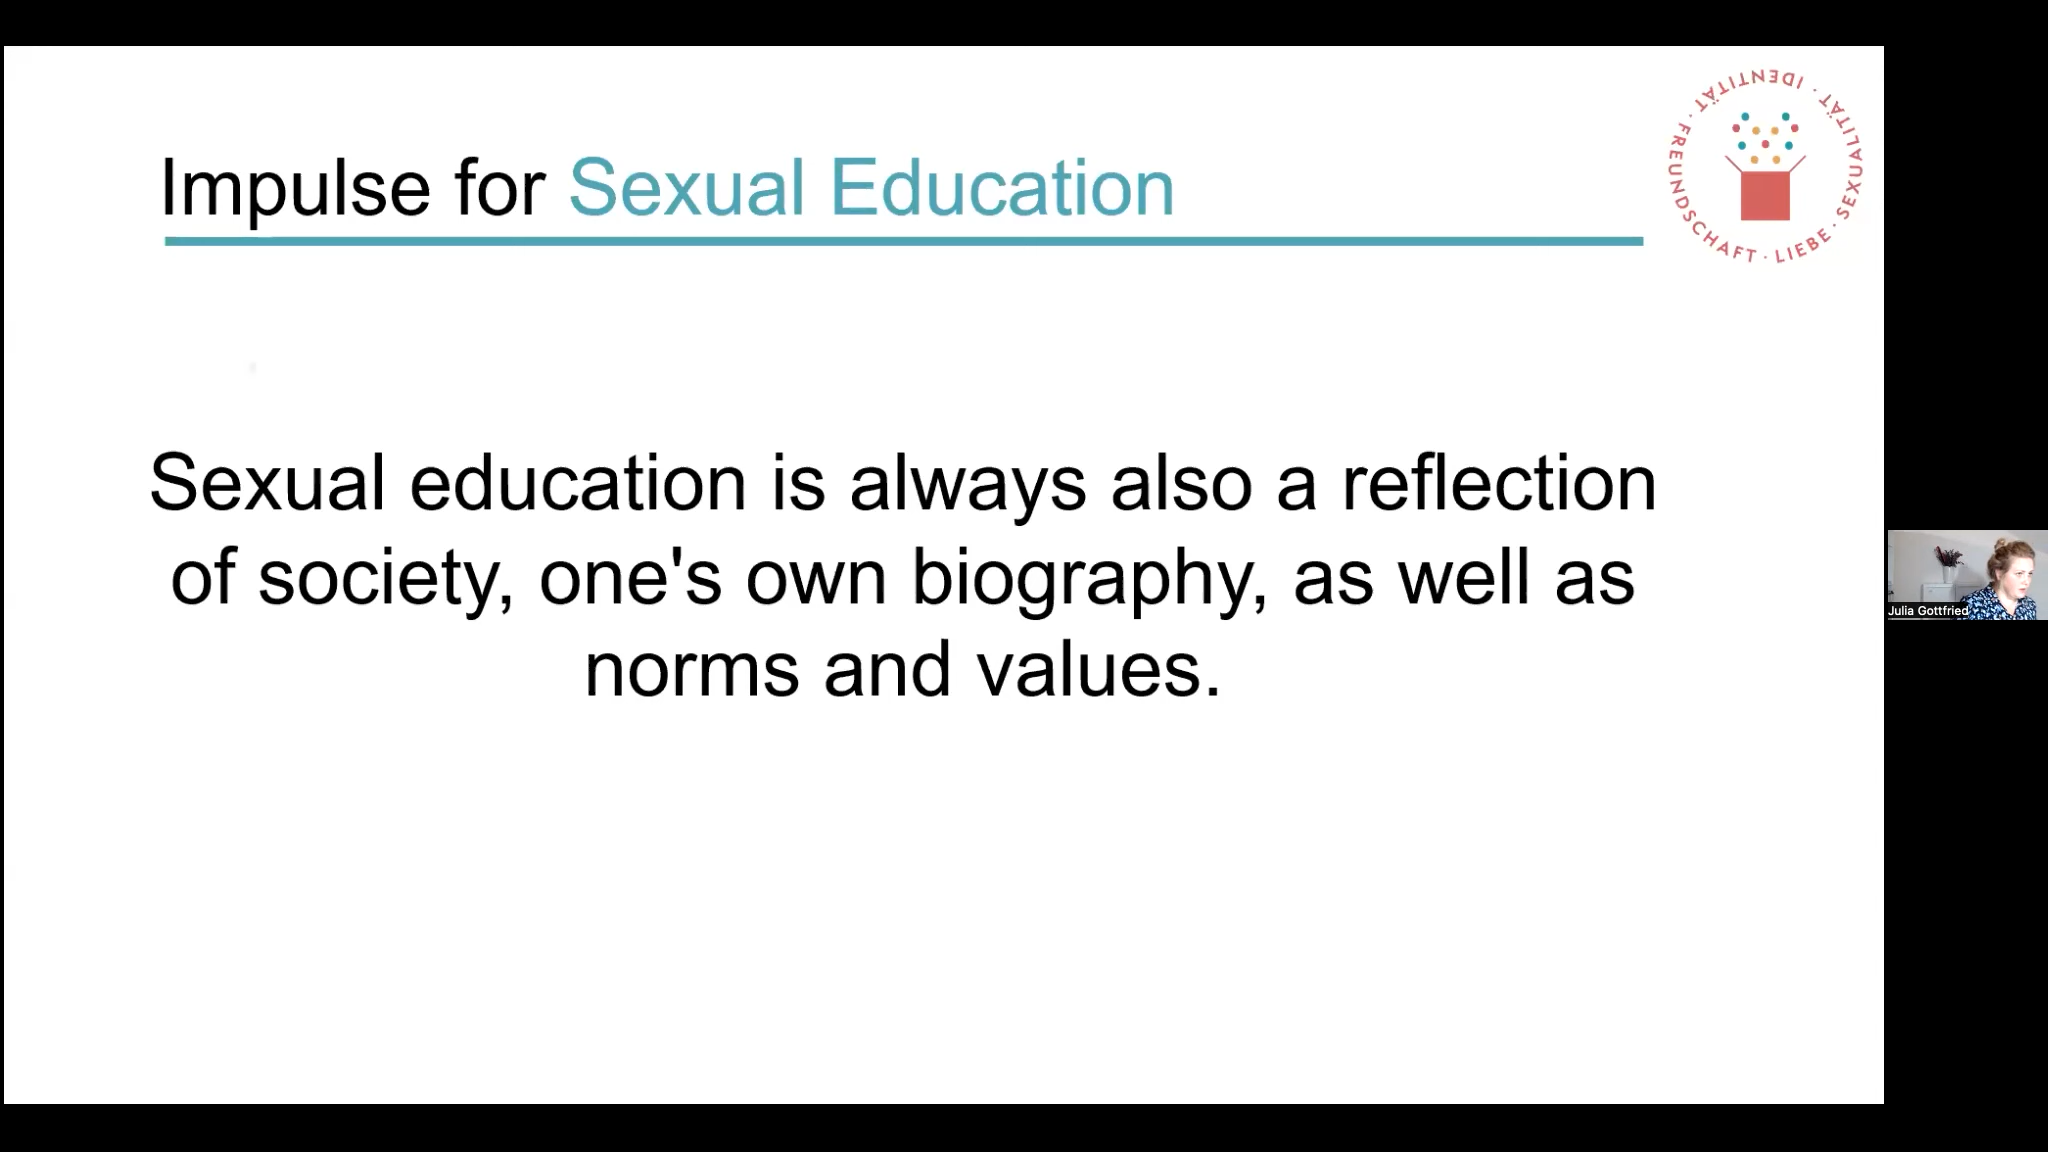 Impulse for Sexual Education
IDENTITÄT · FREUNDSCHAFT · LIEBE · SEXUALITÄT ·
Sexual education is always also a reflection
of society, one's own biography, as well as
norms and values.
Julia Gottfried